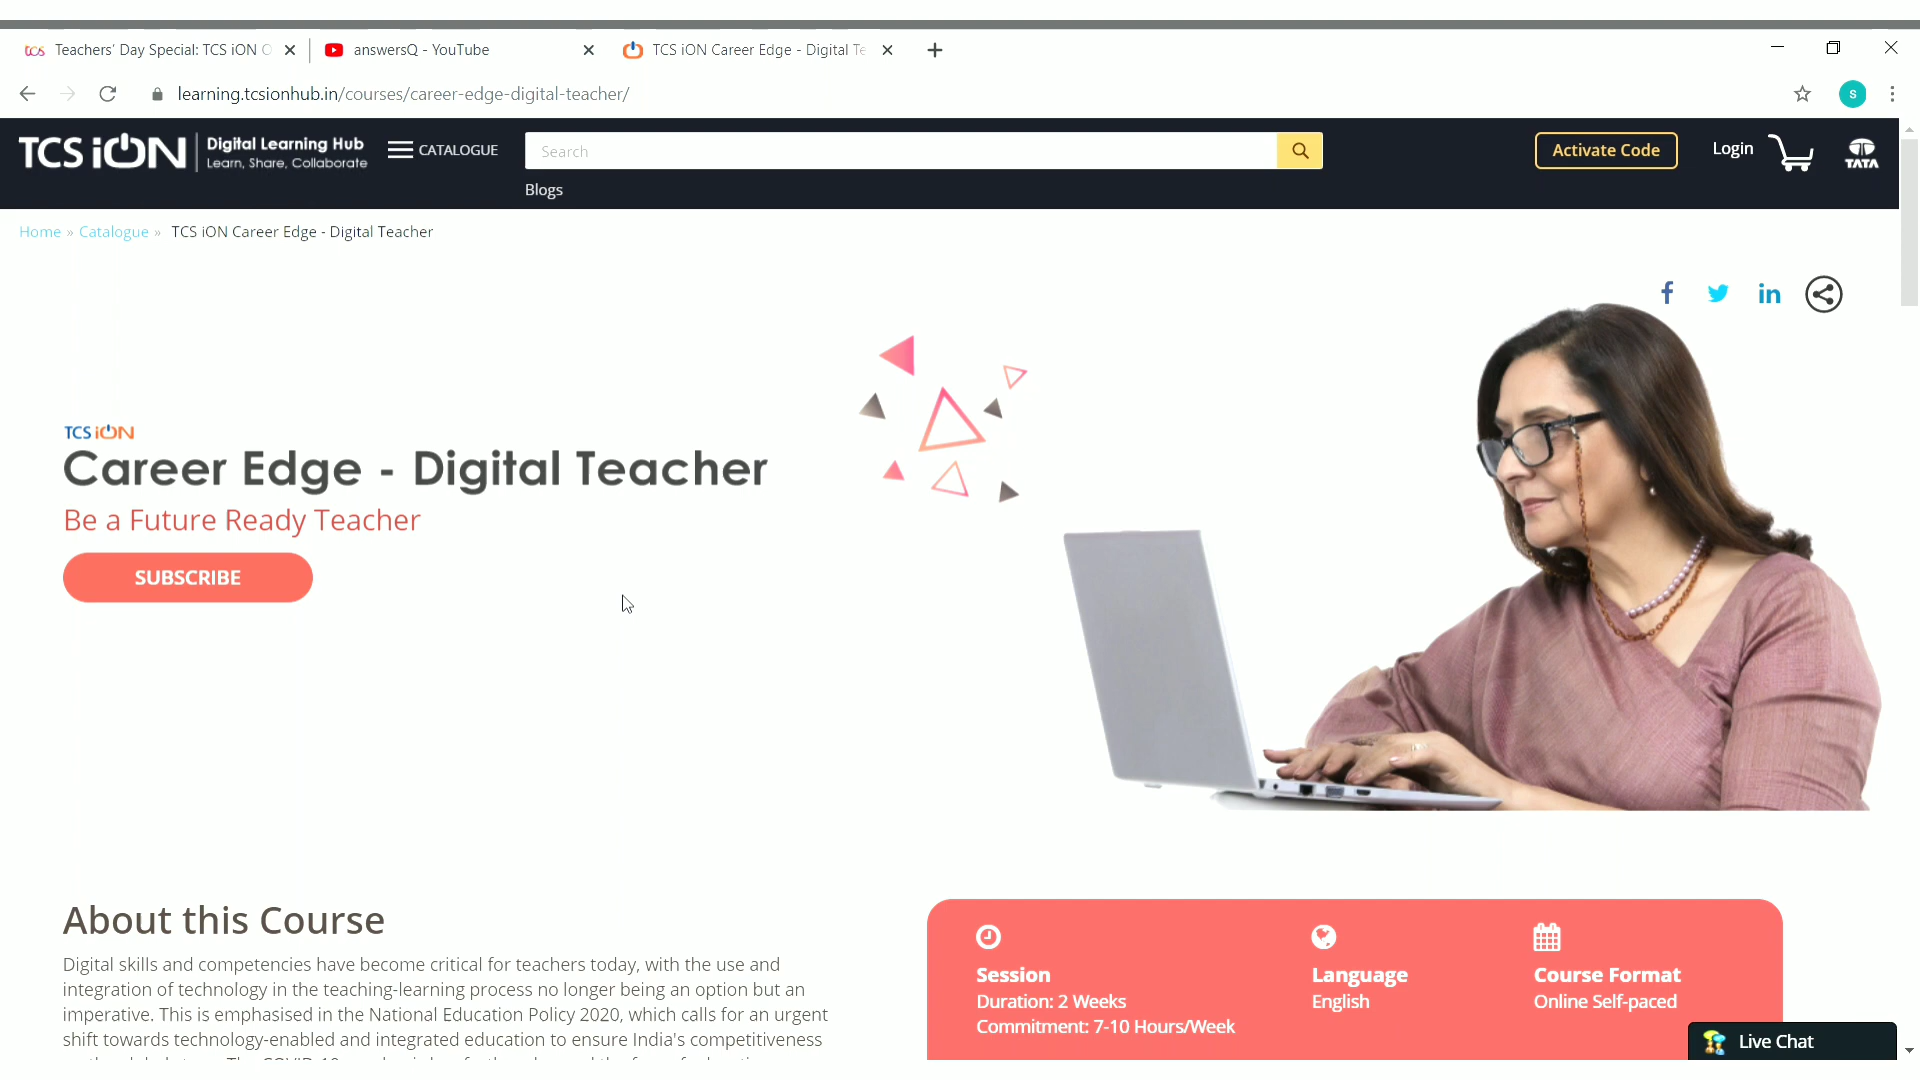 tcs Teachers' Day Special: TCS iON O
answersQ - YouTube
TCS iON Career Edge - Digital Te
learning.tcsionhub.in/courses/career-edge-digital-teacher/
s
TCS iON
Digital Learning Hub
Learn, Share, Collaborate
CATALOGUE
Search
Activate Code
Login
TATA
Blogs
Home » Catalogue » TCS iON Career Edge - Digital Teacher
TCS iON
Career Edge - Digital Teacher
Be a Future Ready Teacher
SUBSCRIBE
About this Course
Digital skills and competencies have become critical for teachers today, with the use and
integration of technology in the teaching-learning process no longer being an option but an
imperative. This is emphasised in the National Education Policy 2020, which calls for an urgent
shift towards technology-enabled and integrated education to ensure India's competitiveness
Session
Duration: 2 Weeks
Commitment: 7-10 Hours/Week
Language
English
Course Format
Online Self-paced
Live Chat